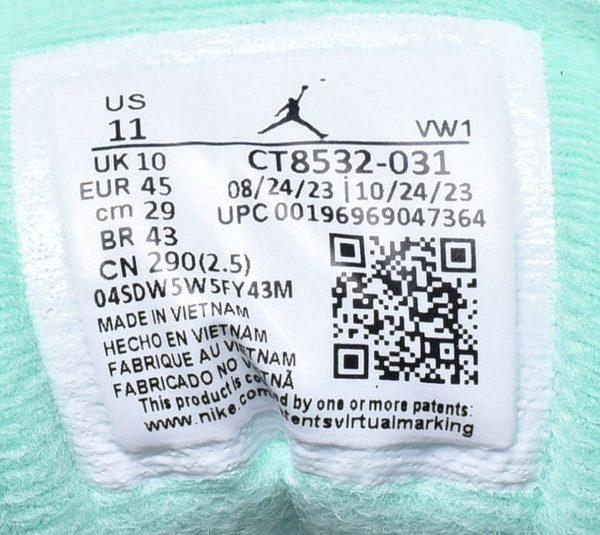 US
11
VW1
UK 10
CT8532-031
EUR 45
08/24/23 | 10/24/23
cm 29
UPC 00196969047364
BR 43
CN 290(2.5)
04SDW5W5FY43M
MADE IN VIETNAM
HECHO EN VIETNAM
FABRIQUE AU VIETNAM
FABRICADO NO
This product is by one or more patents:
www.nike.